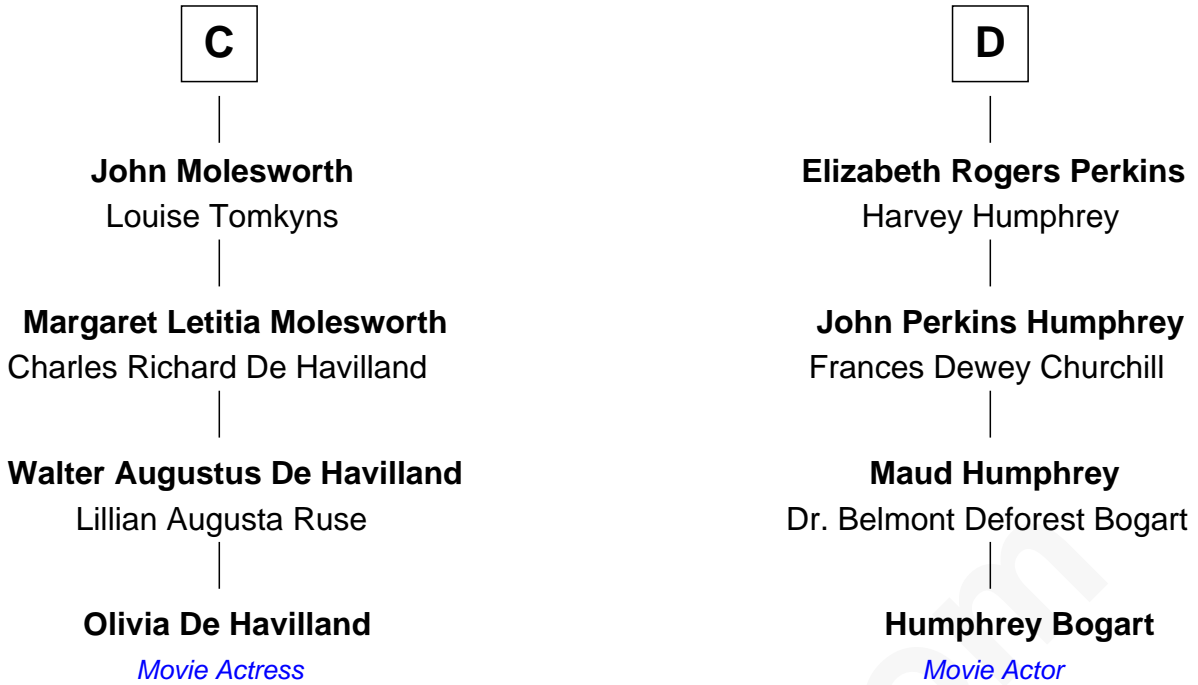 C
John Molesworth
Louise Tomkyns
Margaret Letitia Molesworth
Charles Richard De Havilland
Walter Augustus De Havilland
Lillian Augusta Ruse
Olivia De Havilland
Movie Actress
D
Elizabeth Rogers Perkins
Harvey Humphrey
John Perkins Humphrey
Frances Dewey Churchill
Maud Humphrey
Dr. Belmont Deforest Bogart
Humphrey Bogart
Movie Actor